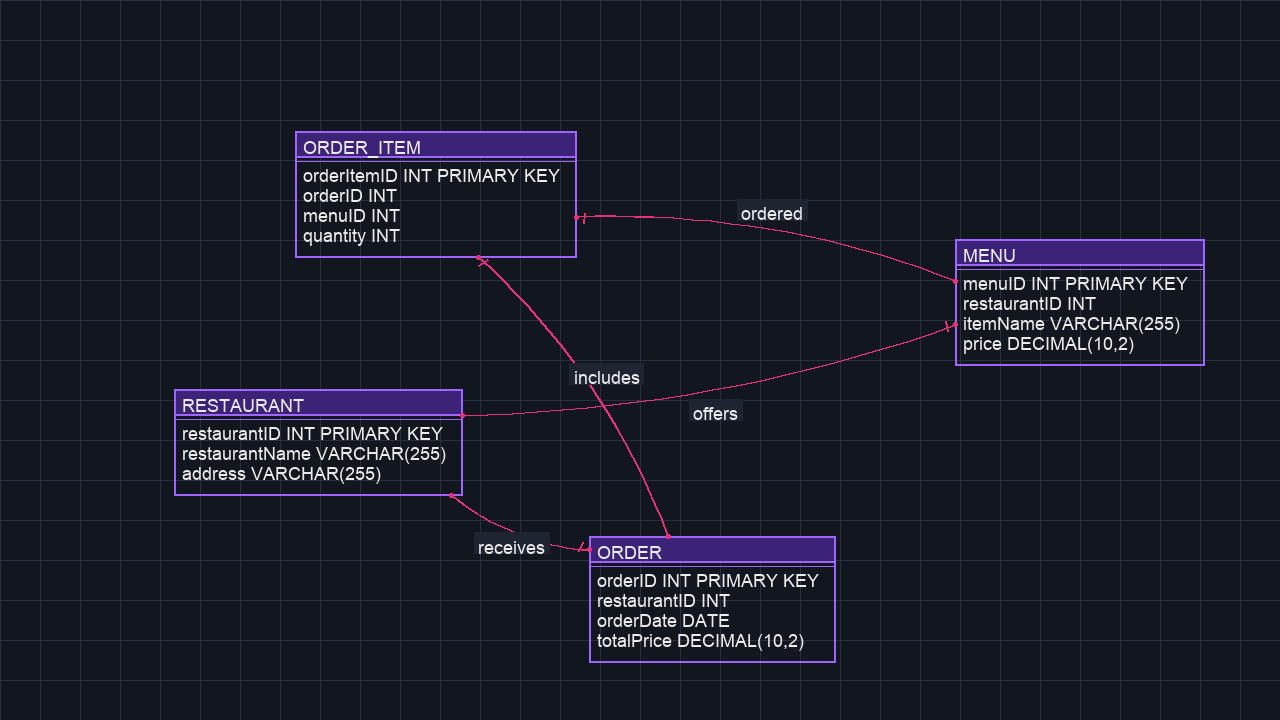 ORDER_ITEM
orderItemID INT PRIMARY KEY
orderID INT
menuID INT
quantity INT
ordered
MENU
menuID INT PRIMARY KEY
restaurantID INT
itemName VARCHAR(255)
price DECIMAL(10,2)
includes
offers
RESTAURANT
restaurantID INT PRIMARY KEY
restaurantName VARCHAR(255)
address VARCHAR(255)
receives
ORDER
orderID INT PRIMARY KEY
restaurantID INT
orderDate DATE
totalPrice DECIMAL(10,2)